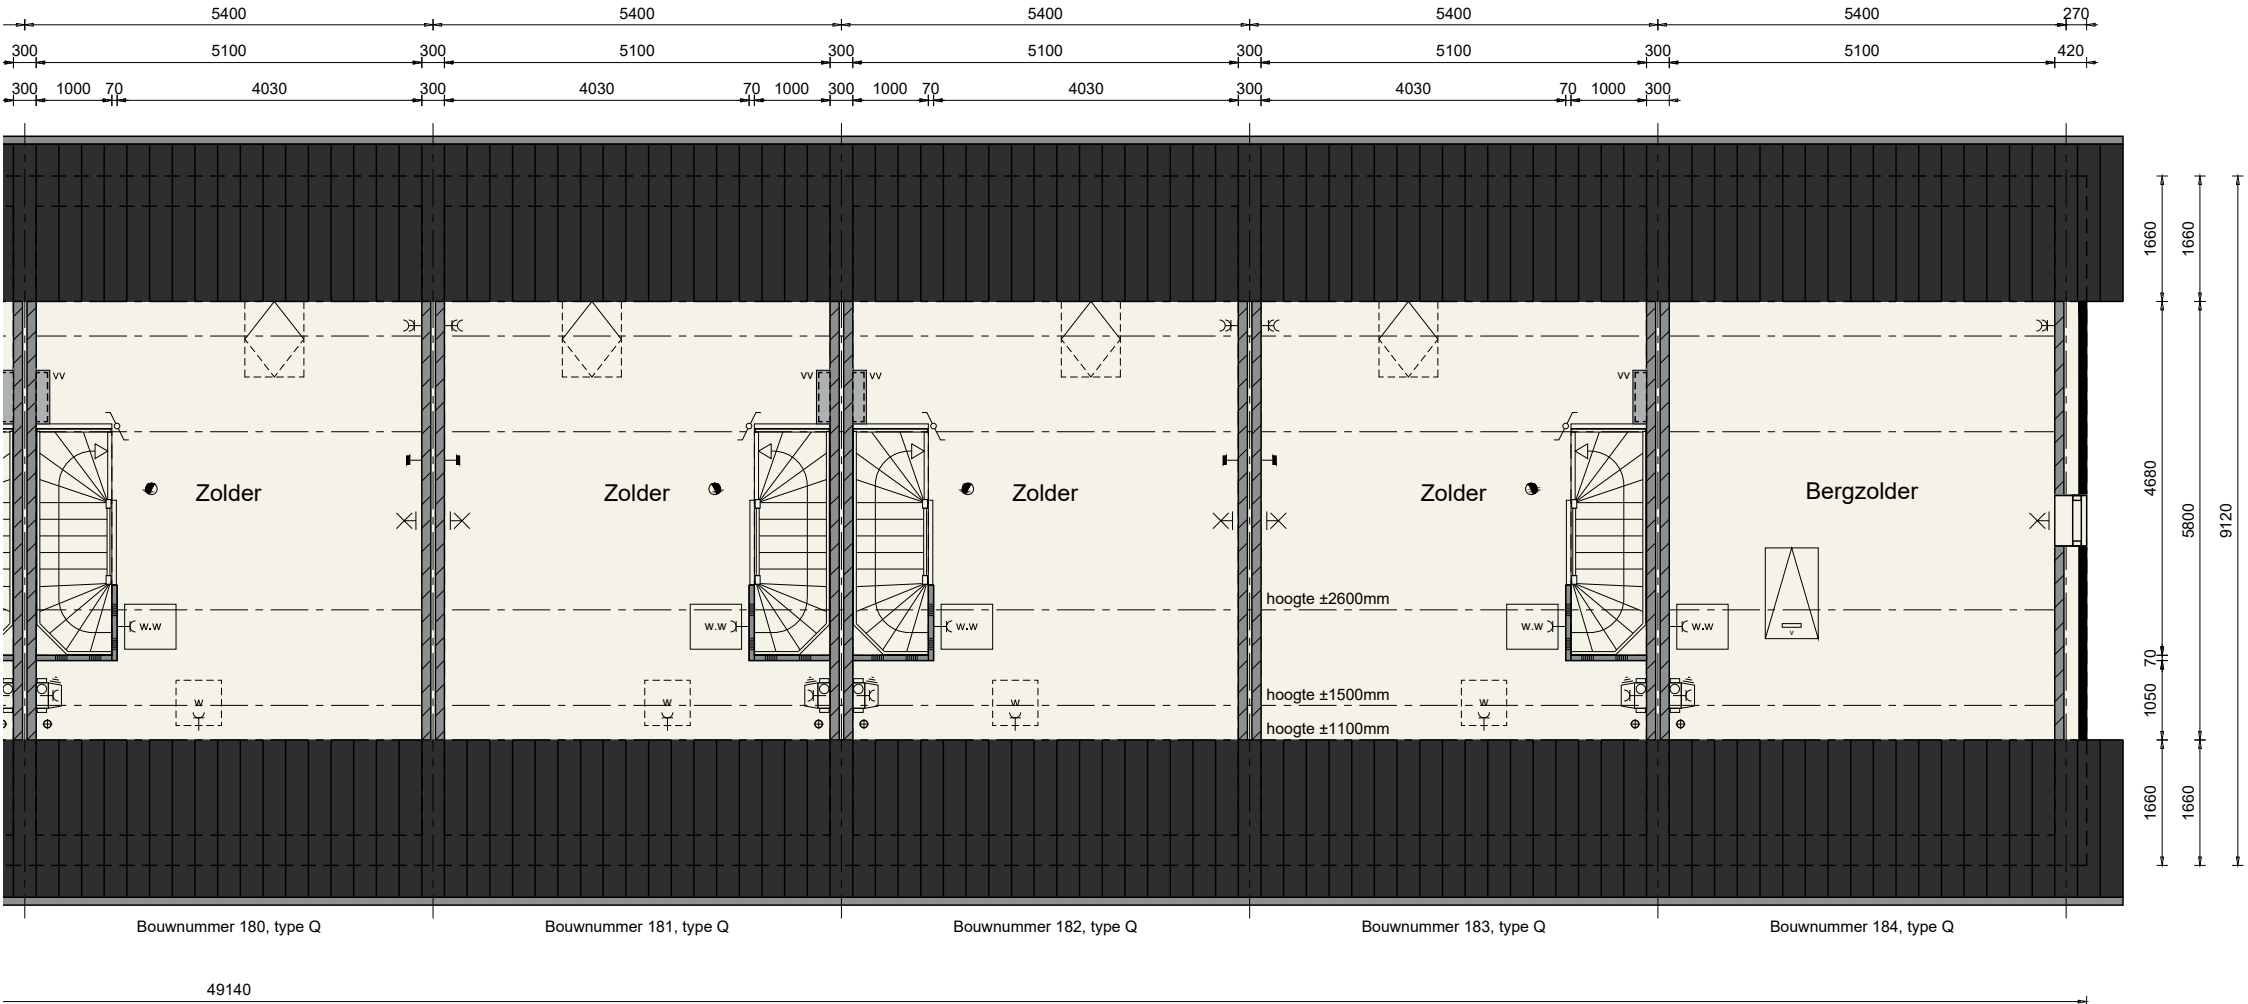 5400 5400 5400 5400 5400 270
300 5100 300 5100 300 5100 300 5100 300 5100 420
300 1000 70 4030 300 4030 70 1000 300 1000 70 4030 300 4030 70 1000 300
1660 1660
vv vv vv vv
Zolder Zolder Zolder Zolder Bergzolder
4680 5800 9120
hoogte ±2600mm
w.w w.w w.w w.w w.w v
70
hoogte ±1500mm
w w w w
1050
hoogte ±1100mm
1660 1660
Bouwnummer 180, type Q Bouwnummer 181, type Q Bouwnummer 182, type Q Bouwnummer 183, type Q Bouwnummer 184, type Q
49140